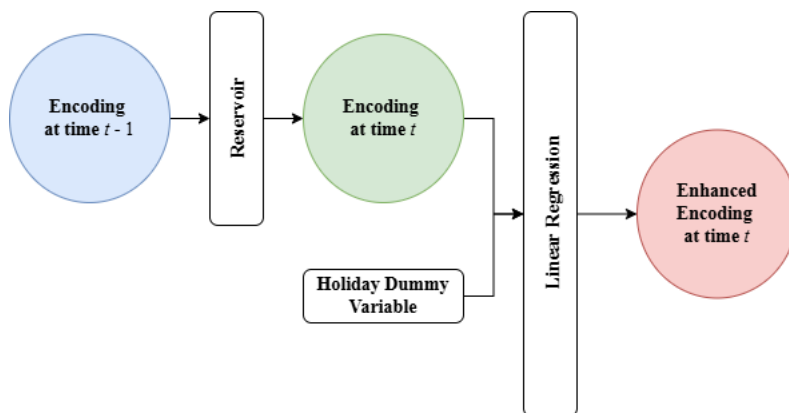 Encoding
at time t - 1
Reservoir
Encoding
at time t
Holiday Dummy
Variable
Linear Regression
Enhanced
Encoding
at time t